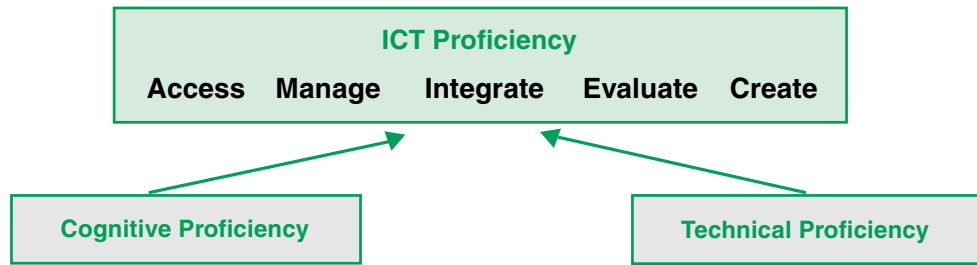 ICT Proficiency
Access Manage Integrate Evaluate Create
Cognitive Proficiency
Technical Proficiency